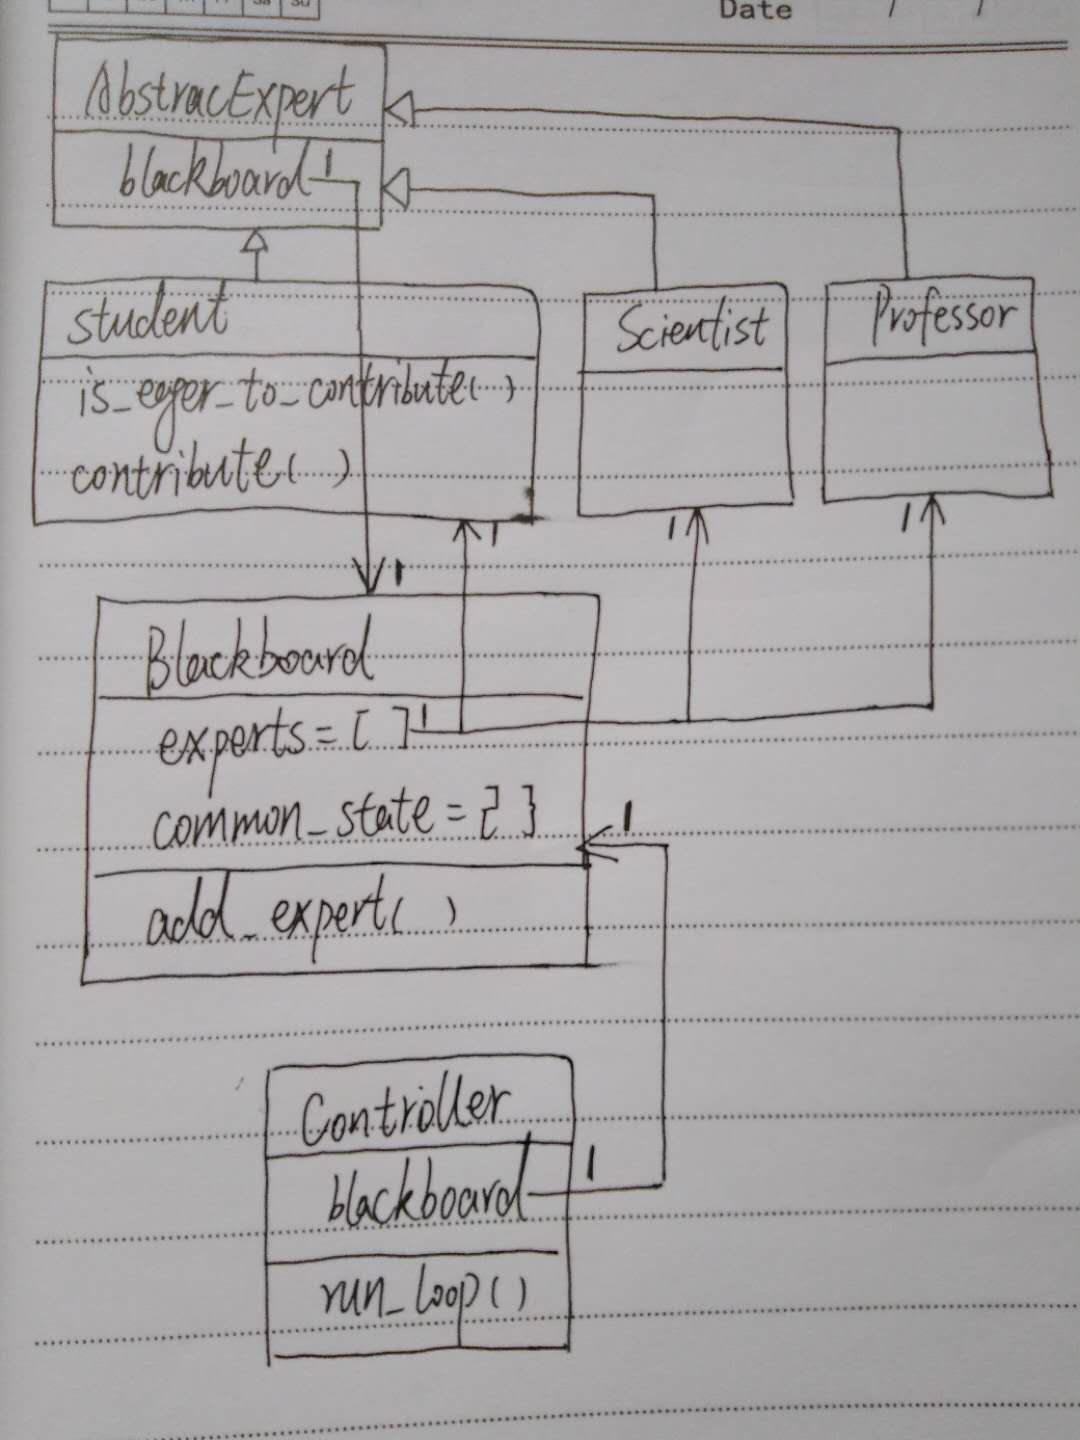 Date / /
AbstracExpert
blackboard 1
student
is_eger_to_contribute( )
contribute( )
Scientist
Professor
1
1
1
1
Blackboard
experts = [ ] 1
common_state = { }
1
add_expert( )
Controller
blackboard 1
run_loop()